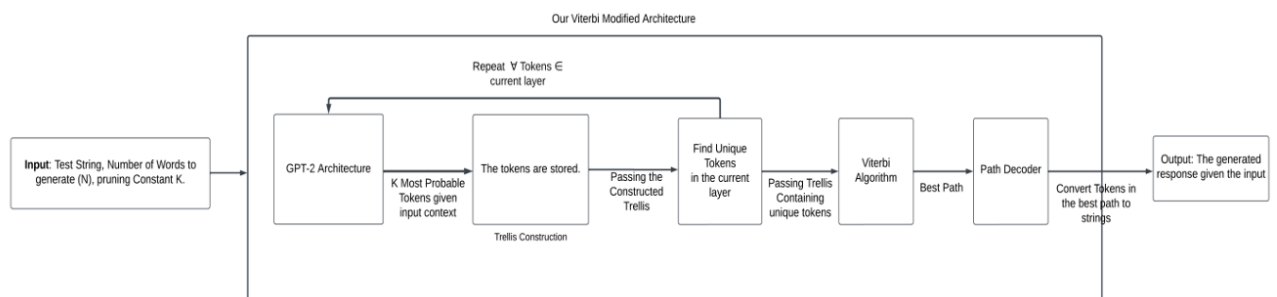 Our Viterbi Modified Architecture
Repeat ∀ Tokens ∈
current layer
Input: Test String, Number of Words to
generate (N), pruning Constant K.
GPT-2 Architecture
K Most Probable
Tokens given
input context
The tokens are stored.
Trellis Construction
Passing the
Constructed
Trellis
Find Unique
Tokens
in the current
layer
Passing Trellis
Containing
unique tokens
Viterbi
Algorithm
Best Path
Path Decoder
Convert Tokens in
the best path to
strings
Output: The generated
response given the input